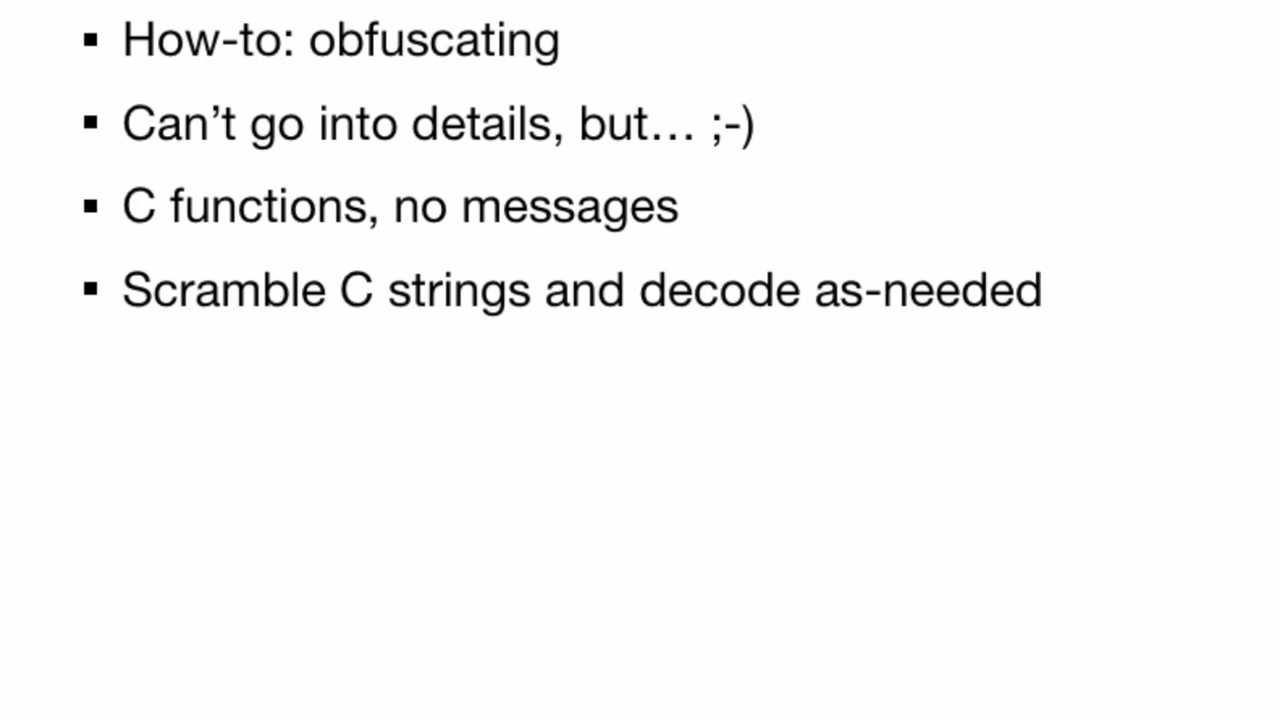 ▪ How-to: obfuscating
▪ Can’t go into details, but… ;-)
▪ C functions, no messages
▪ Scramble C strings and decode as-needed